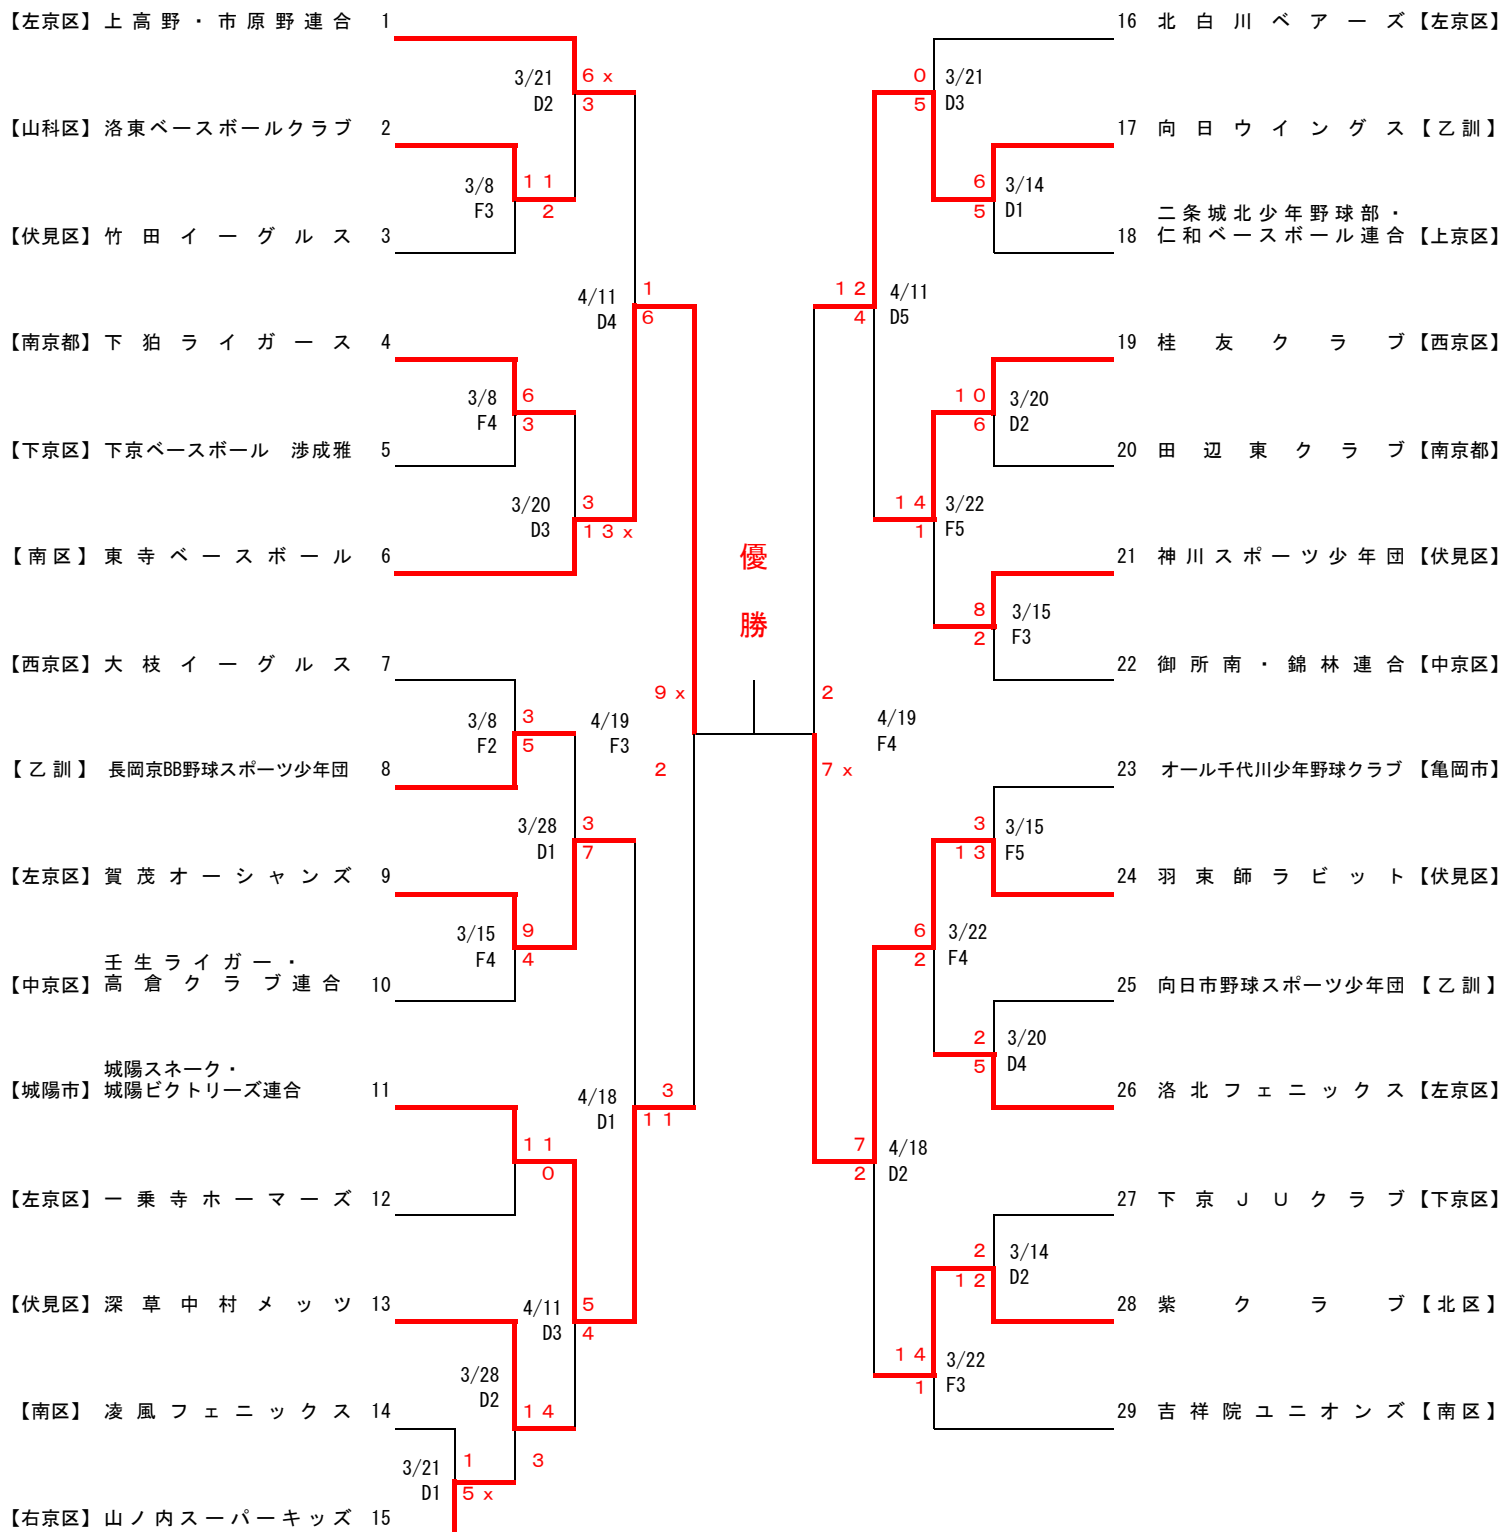 【左京区】上高野・市原野連合 1
3/21
D2
6x
3
【山科区】洛東ベースボールクラブ 2
3/8
F3
11
2
【伏見区】竹田イーグルス 3
4/11
D4
1
6
【南京都】下狛ライガース 4
3/8
F4
6
3
【下京区】下京ベースボール 渉成雅 5
3/20
D3
3
13x
【南区】東寺ベースボール 6
【西京区】大枝イーグルス 7
3/8
F2
3
5
4/19
F3
9x
2
【乙訓】長岡京BB野球スポーツ少年団 8
3/28
D1
3
7
【左京区】賀茂オーシャンズ 9
3/15
F4
9
4
壬生ライガー・
【中京区】高倉クラブ連合 10
城陽スネーク・
【城陽市】城陽ビクトリーズ連合 11
4/18
D1
3
11
11
0
【左京区】一乗寺ホーマーズ 12
【伏見区】深草中村メッツ 13
4/11
D3
5
4
3/28
D2
14
3
【南区】凌風フェニックス 14
3/21
D1
1
5x
【右京区】山ノ内スーパーキッズ 15
優
勝
16 北白川ベアーズ【左京区】
0
5
3/21
D3
17 向日ウイングス【乙訓】
6
5
3/14
D1
二条城北少年野球部・
18 仁和ベースボール連合【上京区】
12
4
4/11
D5
19 桂友クラブ【西京区】
10
6
3/20
D2
20 田辺東クラブ【南京都】
14
1
3/22
F5
21 神川スポーツ少年団【伏見区】
8
2
3/15
F3
22 御所南・錦林連合【中京区】
2
7x
4/19
F4
23 オール千代川少年野球クラブ【亀岡市】
3
13
3/15
F5
24 羽束師ラビット【伏見区】
6
2
3/22
F4
25 向日市野球スポーツ少年団【乙訓】
2
5
3/20
D4
26 洛北フェニックス【左京区】
7
2
4/18
D2
27 下京JUクラブ【下京区】
2
12
3/14
D2
28 紫クラブ【北区】
14
1
3/22
F3
29 吉祥院ユニオンズ【南区】